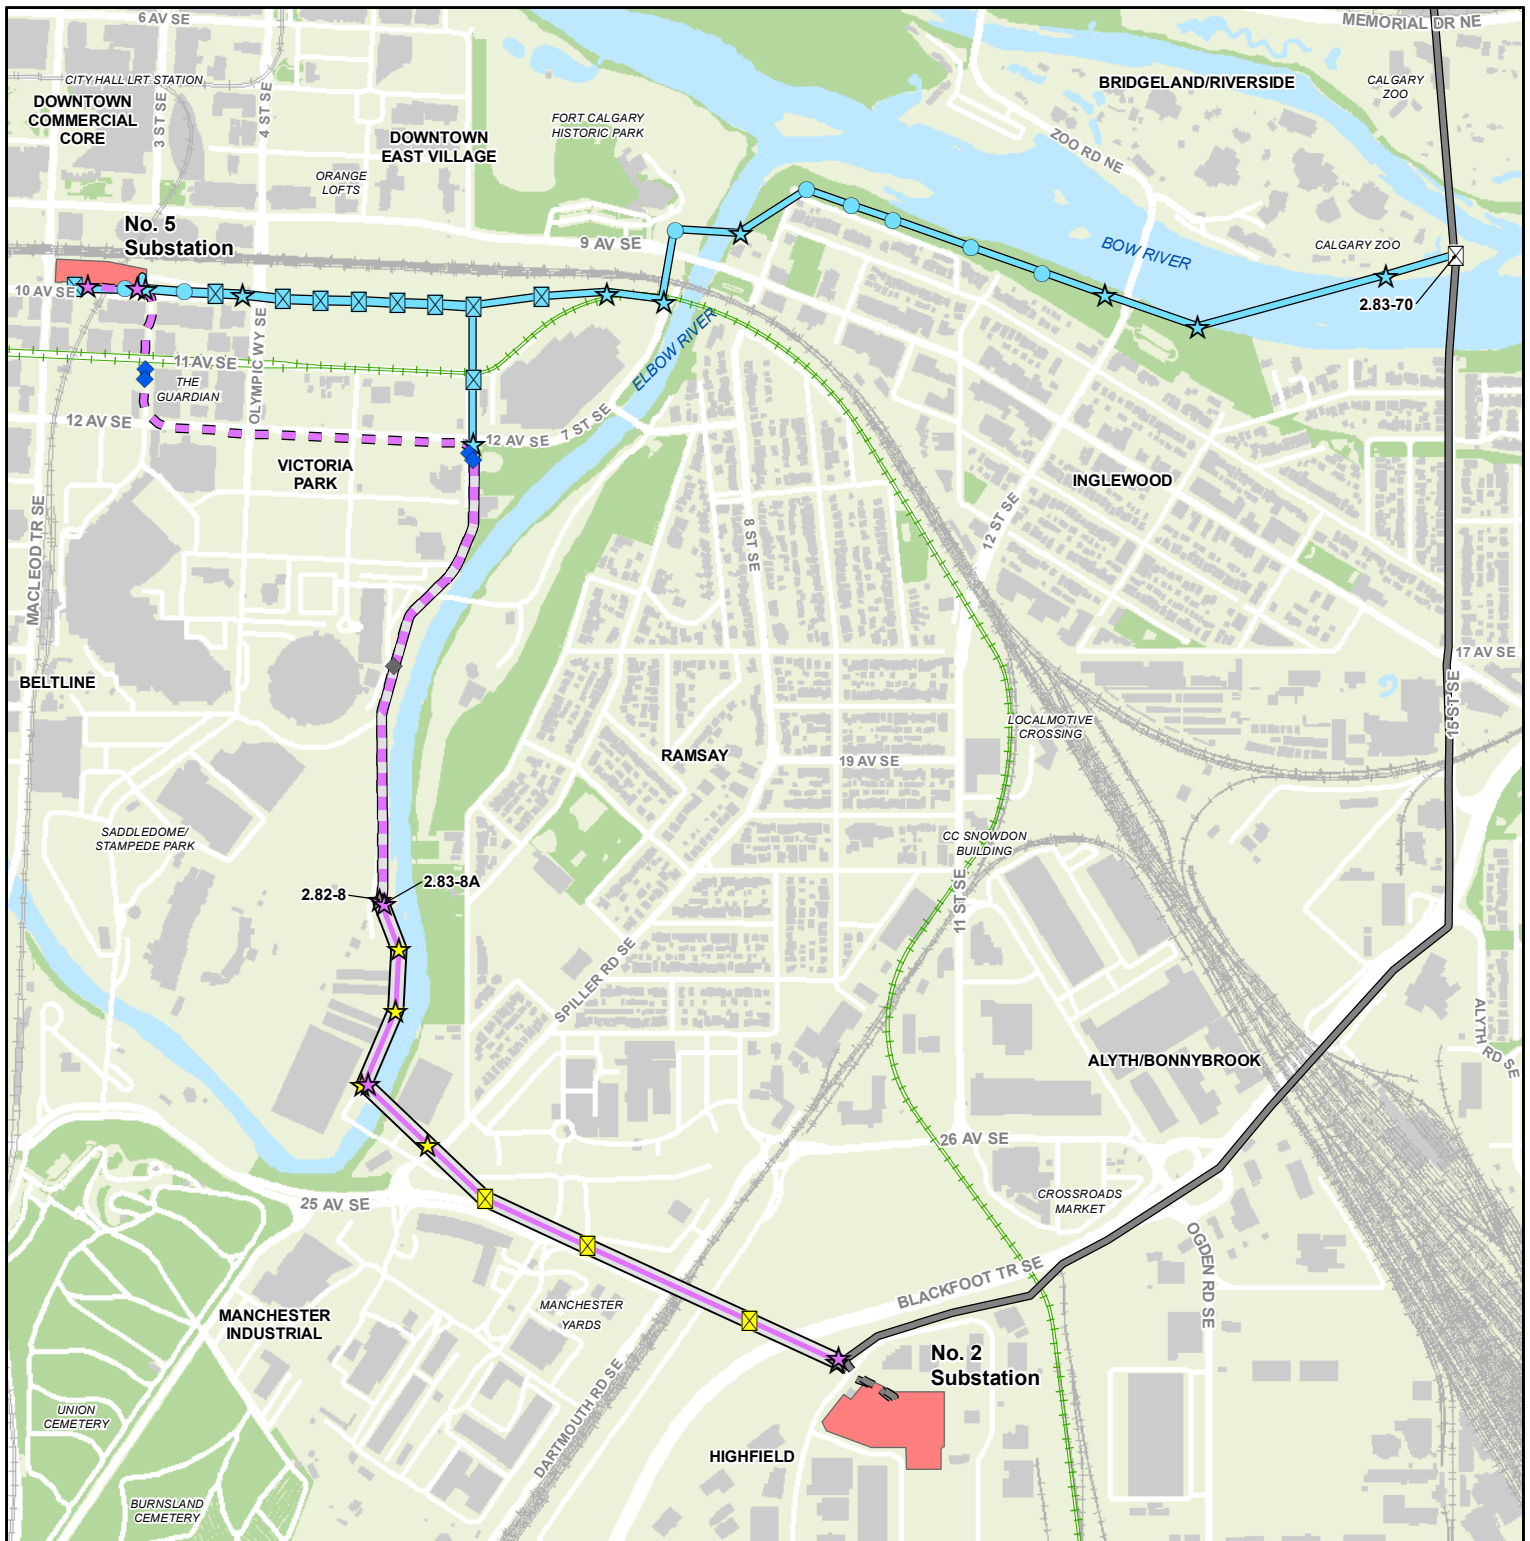 6 AV SE
MEMORIAL DR NE
CITY HALL LRT STATION
DOWNTOWN
COMMERCIAL
CORE
3 ST SE
4 ST SE
DOWNTOWN
EAST VILLAGE
FORT CALGARY
HISTORIC PARK
BRIDGELAND/RIVERSIDE
CALGARY
ZOO
ZOO RD NE
ORANGE
LOFTS
No. 5
Substation
9 AV SE
BOW RIVER
CALGARY ZOO
10 AV SE
2.83-70
OLYMPIC WY SE
ELBOW RIVER
11 AV SE
THE
GUARDIAN
12 AV SE
12 AV SE
7 ST SE
VICTORIA
PARK
INGLEWOOD
MACLEOD TR SE
8 ST SE
12 ST SE
BELTLINE
17 AV SE
15 ST SE
LOCALMOTIVE
CROSSING
RAMSAY
19 AV SE
SADDLEDOME/
STAMPEDE PARK
CC SNOWDON
BUILDING
2.82-8
2.83-8A
11 ST SE
SPILLER RD SE
ALYTH RD SE
ALYTH/BONNYBROOK
26 AV SE
25 AV SE
CROSSROADS
MARKET
OGDEN RD SE
BLACKFOOT TR SE
MANCHESTER
INDUSTRIAL
MANCHESTER
YARDS
No. 2
Substation
DARTMOUTH RD SE
UNION
CEMETERY
HIGHFIELD
BURNSLAND
CEMETERY